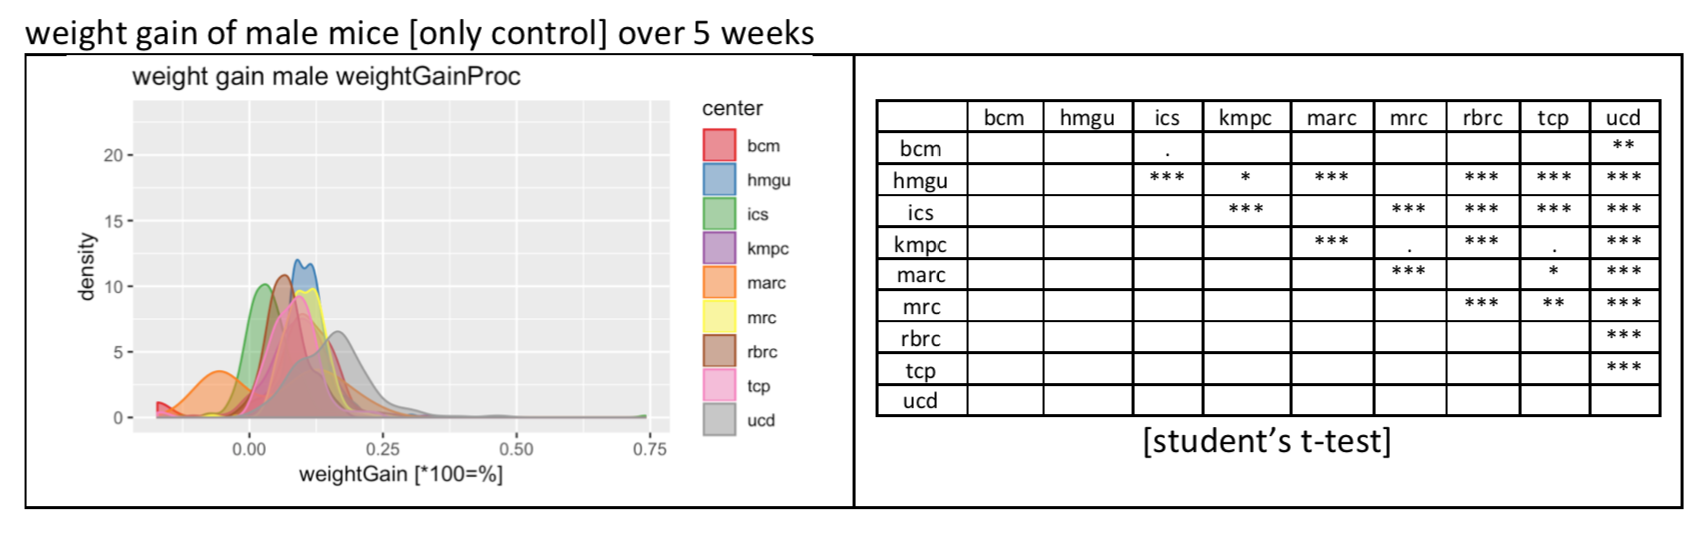 weight gain of male mice [only control] over 5 weeks
weight gain male weightGainProc
density
20
15
10
5
0
0.00 0.25 0.50 0.75
weightGain [*100=%]
center
bcm
hmgu
ics
kmpc
marc
mrc
rbrc
tcp
ucd
bcm hmgu ics kmpc marc mrc rbrc tcp ucd
bcm . **
hmgu *** * *** *** *** ***
ics *** *** *** *** ***
kmpc *** . *** . ***
marc *** * ***
mrc *** ** ***
rbrc ***
tcp ***
ucd
[student’s t-test]